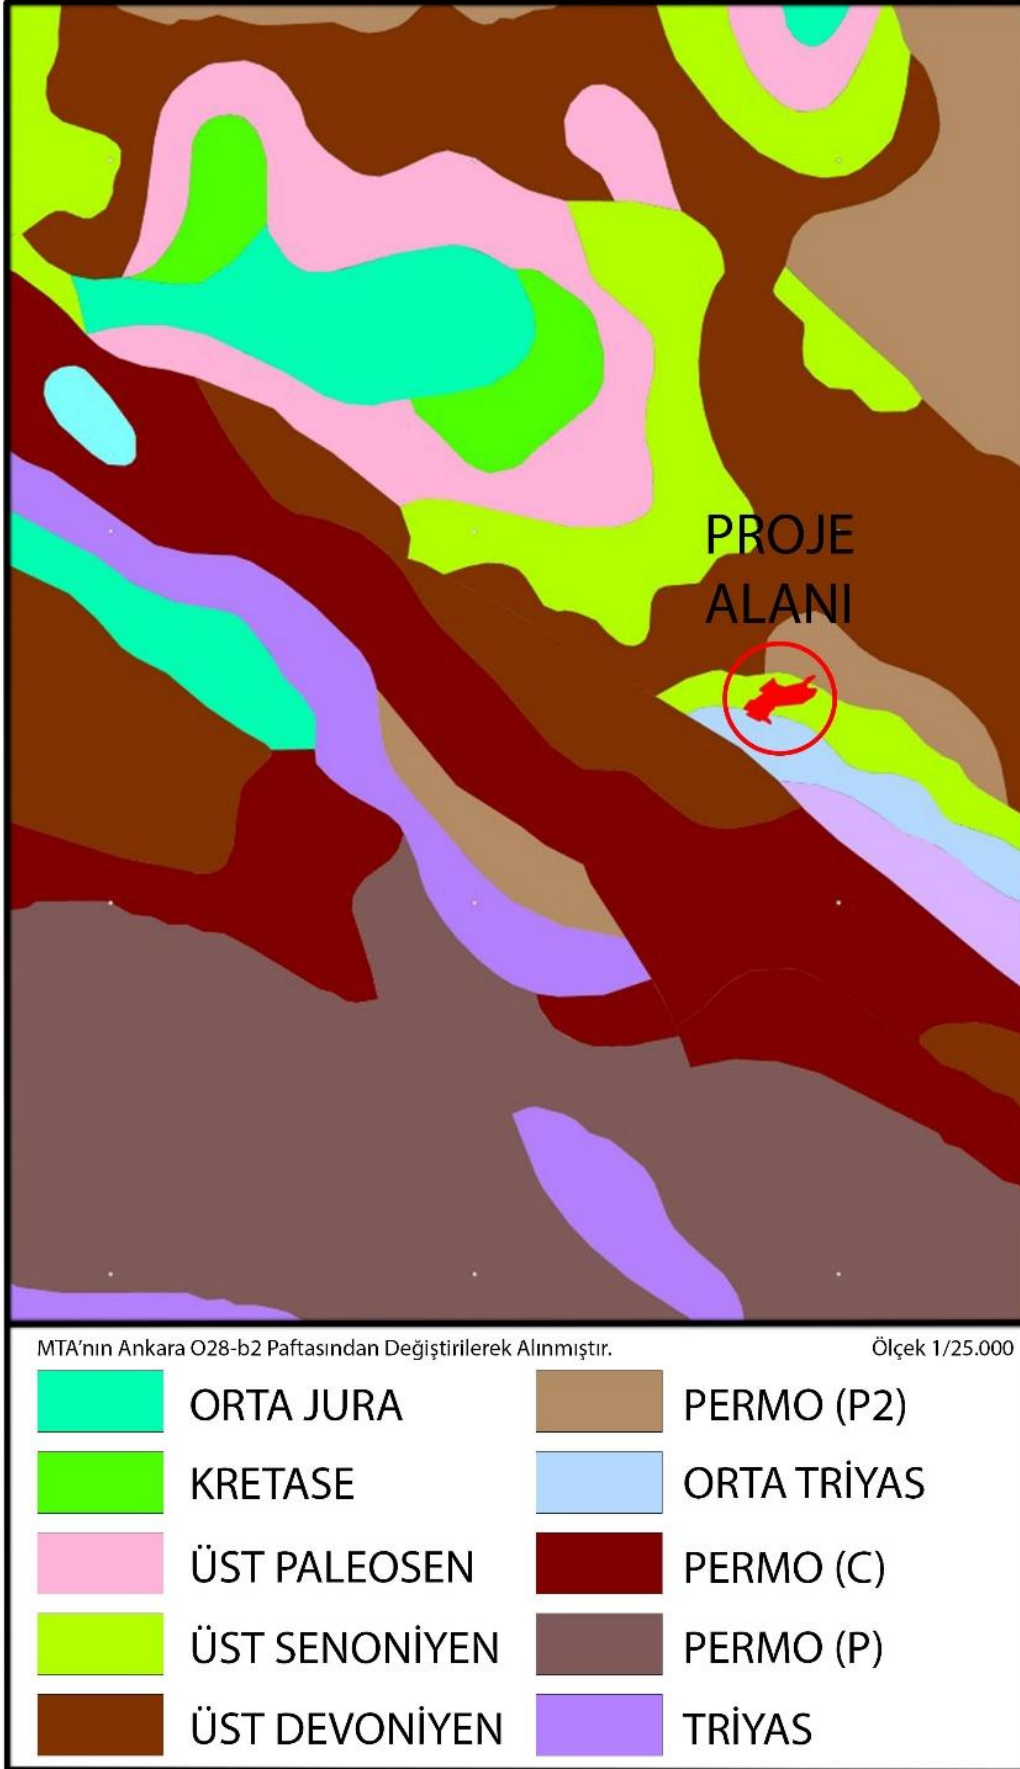 PROJE
ALANI
MTA'nın Ankara O28-b2 Paftasından Değiştirilerek Alınmıştır.
Ölçek 1/25.000
ORTA JURA
KRETASE
ÜST PALEOSEN
ÜST SENONİYEN
ÜST DEVONİYEN
PERMO (P2)
ORTA TRİYAS
PERMO (C)
PERMO (P)
TRİYAS